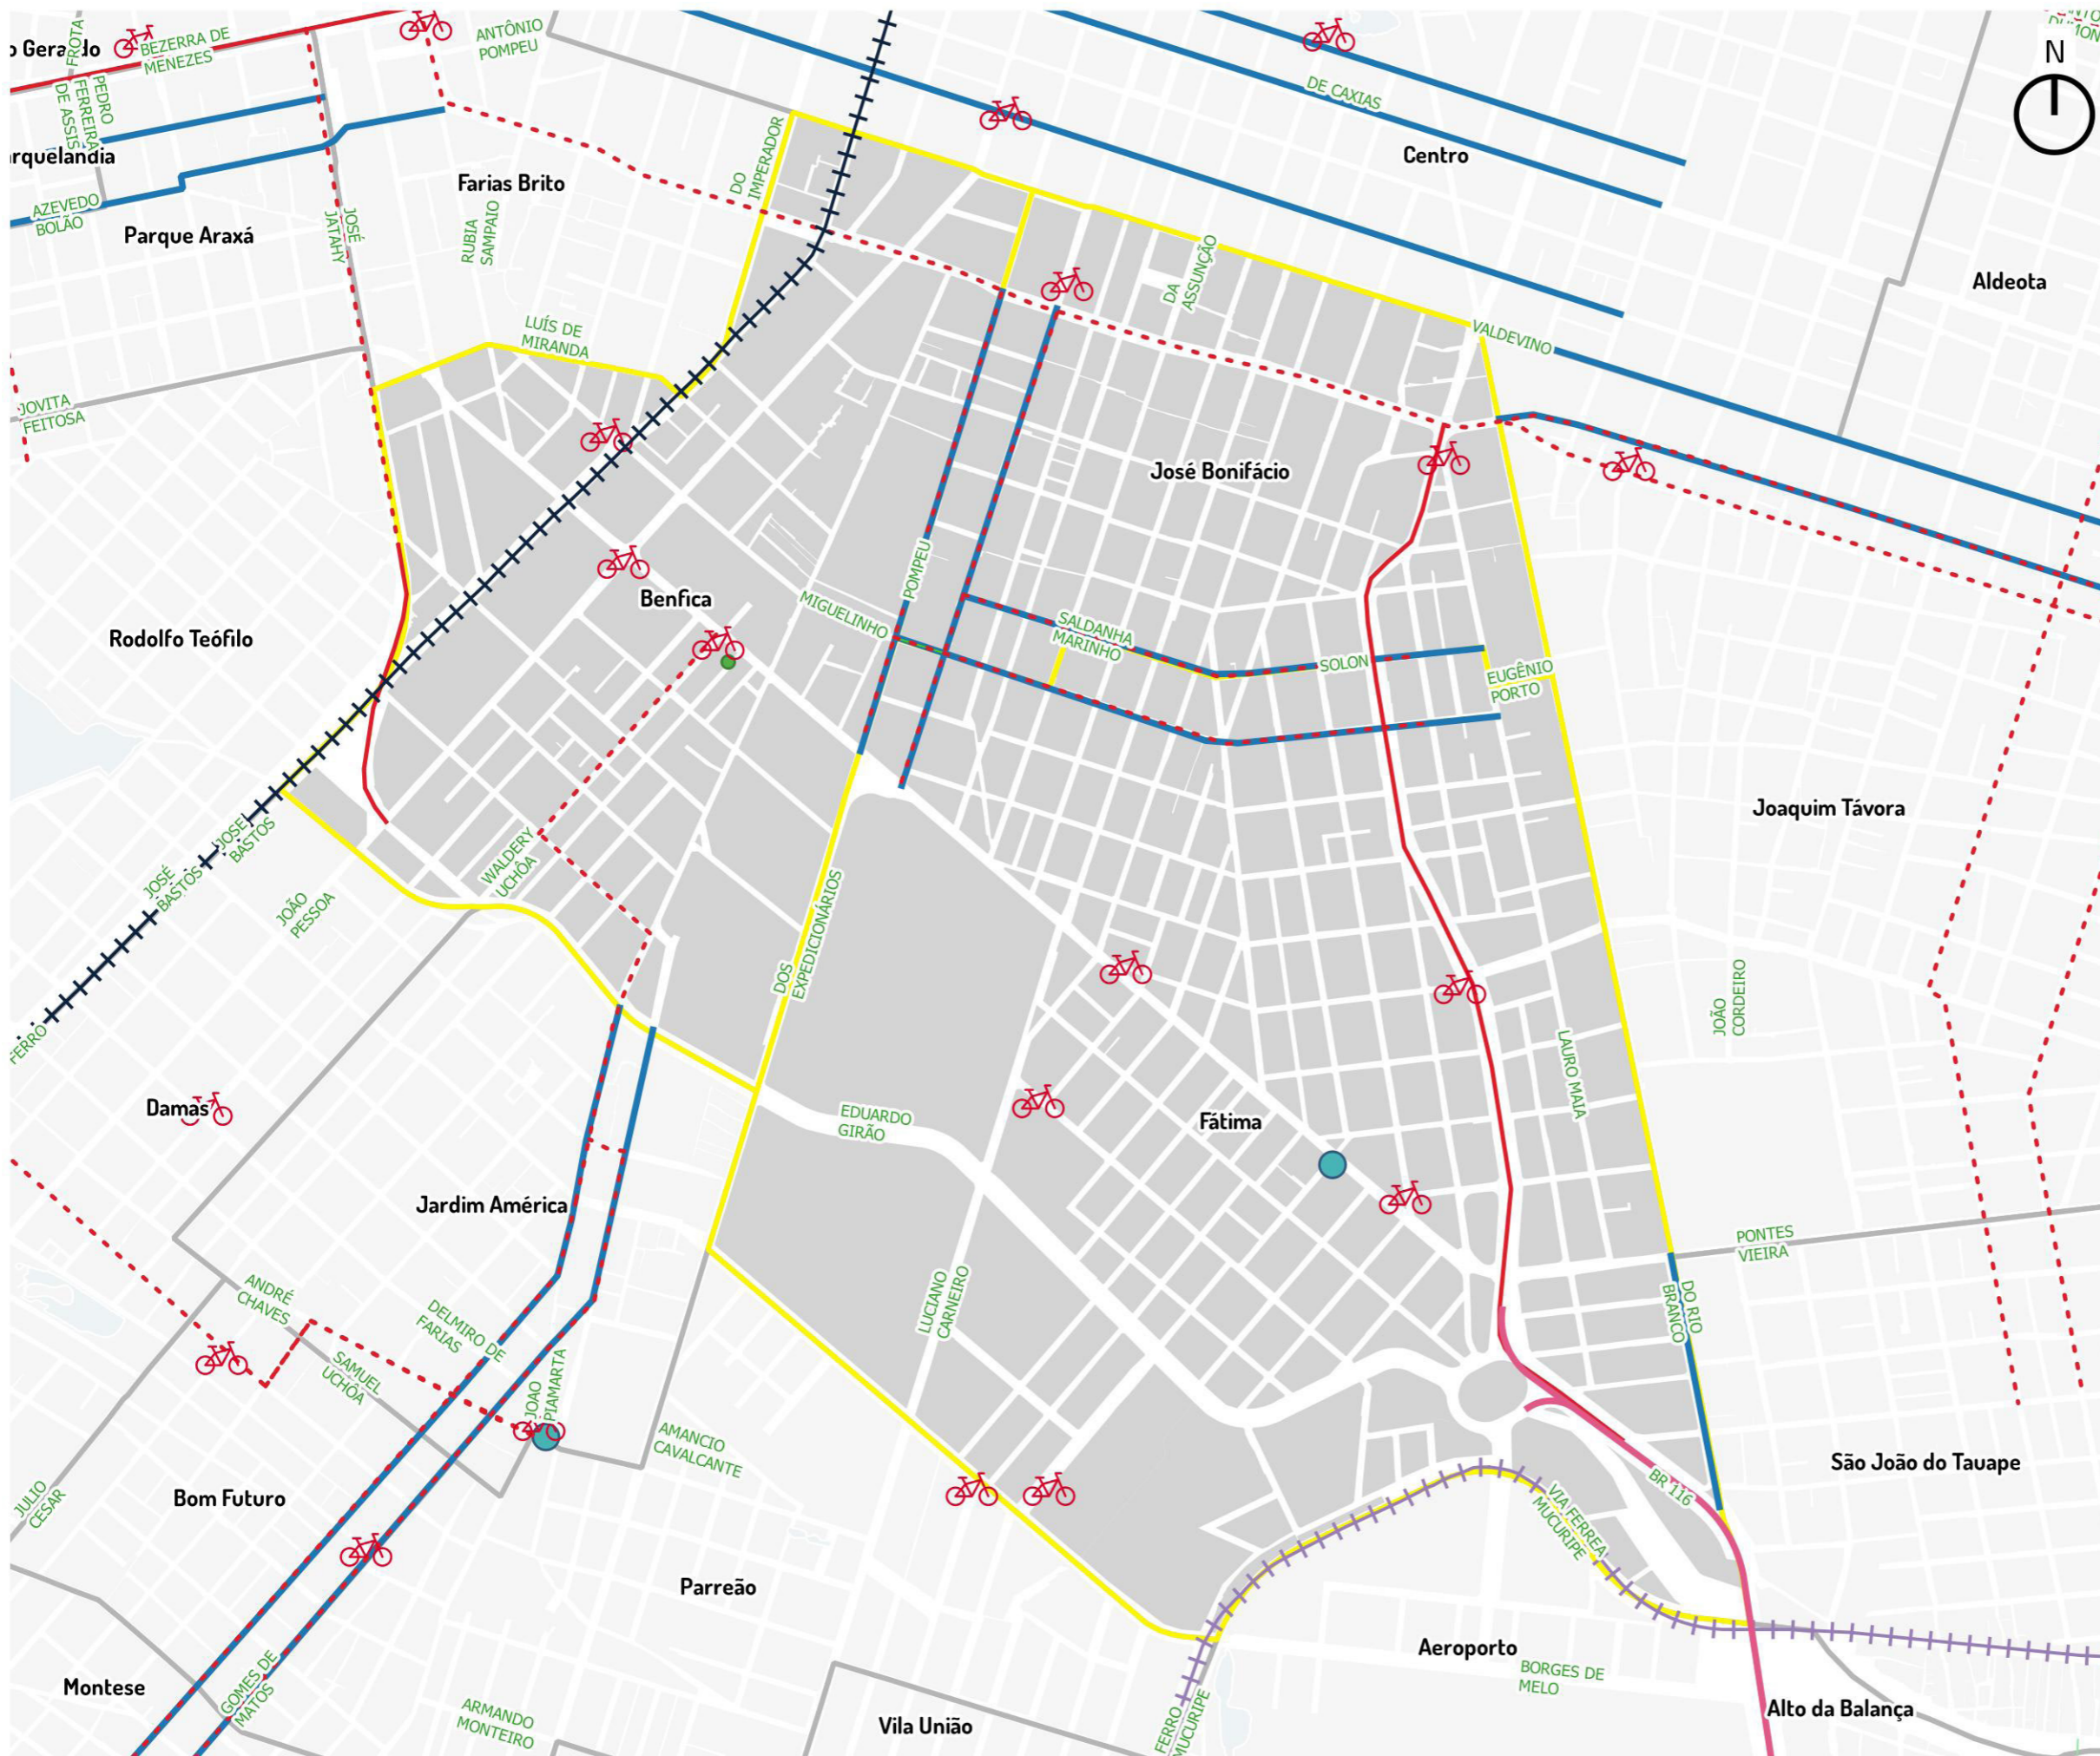 ANTÔNIO
POMPEU
N
BEZERRA DE
MENEZES
FROTA
PEDRO
FERREIRA
DE ASSIS
DE CAXIAS
Centro
Farias Brito
DO
IMPERADOR
AZEVEDO
BOLÃO
Parque Araxá
JOSÉ
JATAHY
RUBIA
SAMPAIO
DA
ASSUNÇÃO
Aldeota
LUÍS DE
MIRANDA
VALDEVINO
JOVITA
FEITOSA
José Bonifácio
POMPEU
Benfica
MIGUELINHO
SALDANHA
MARINHO
SOLON
EUGÊNIO
PORTO
Rodolfo Teófilo
Joaquim Távora
JOSE
BASTOS
JOSÉ
BASTOS
WALDERY
UCHÔA
JOÃO
PESSOA
DOS
EXPEDICIONÁRIOS
JOÃO
CORDEIRO
FERRO
LAURO MAIA
Damas
EDUARDO
GIRÃO
Fátima
Jardim América
PONTES
VIEIRA
ANDRÉ
CHAVES
DELMIRO DE
FARIAS
LUCIANO
CARNEIRO
DO RIO
BRANCO
SAMUEL
UCHÔA
JOAO
PIAMARTA
AMANCIO
CAVALCANTE
São João do Tauape
BR 116
JULIO
CESAR
Bom Futuro
VIA FERREA
MUCURIPE
Parreão
Aeroporto
BORGES DE
MELO
Montese
GOMES DE
MATOS
ARMANDO
MONTEIRO
Vila União
FERRO
MUCURIPE
Alto da Balança